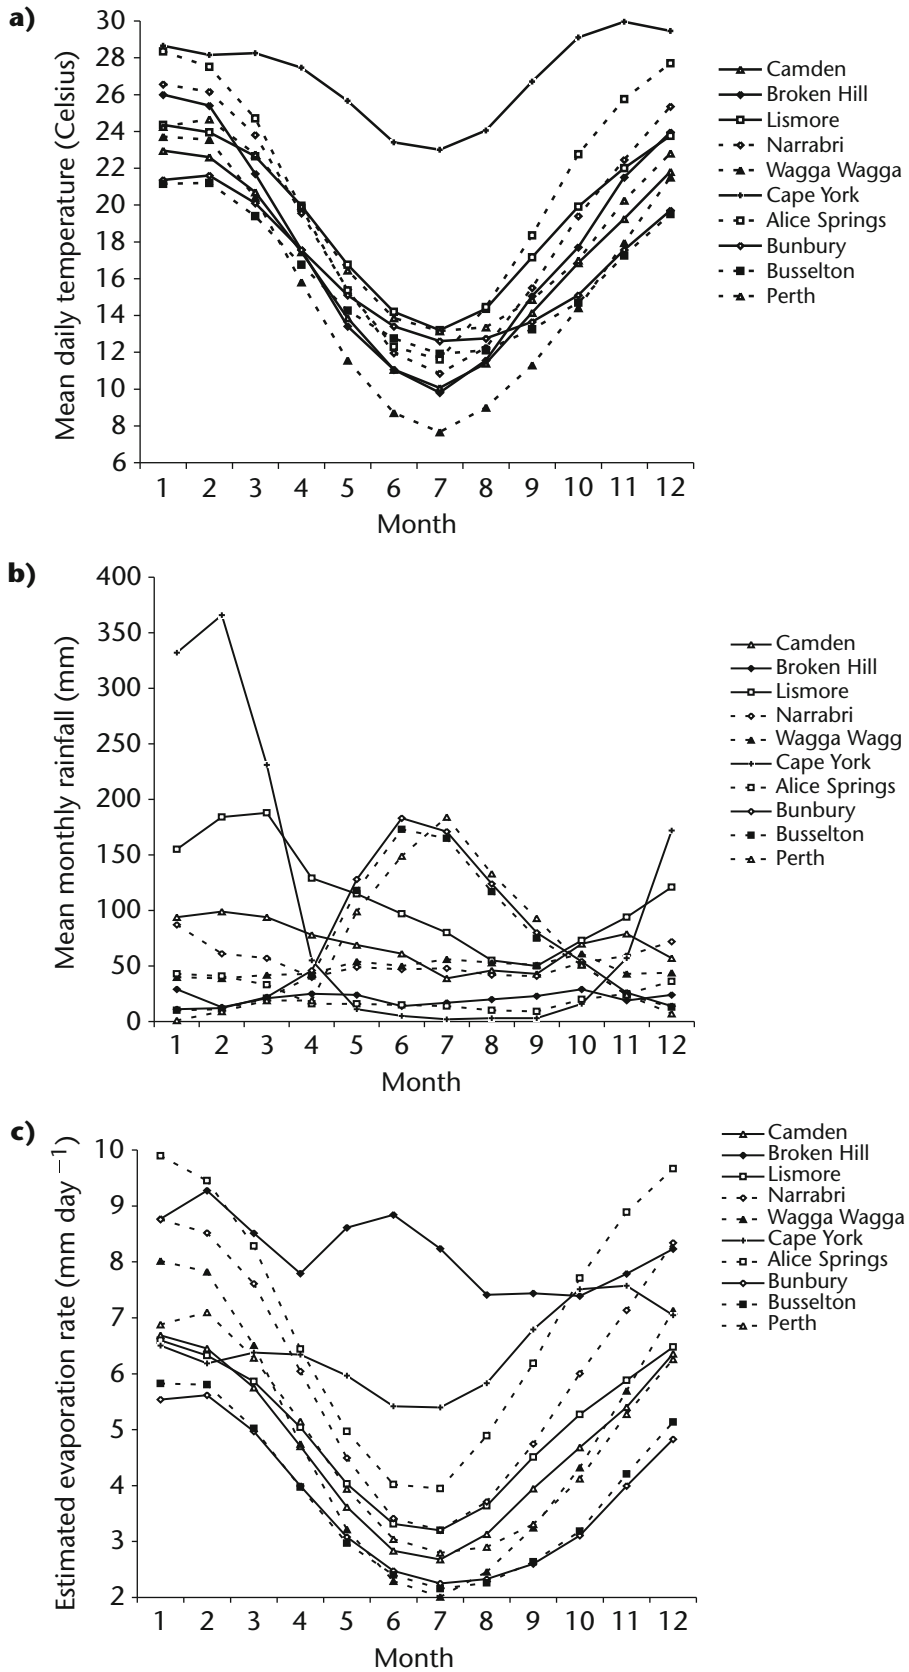 a)
Mean daily temperature (Celsius)
30
28
26
24
22
20
18
16
14
12
10
8
6
1 2 3 4 5 6 7 8 9 10 11 12
Month
Camden
Broken Hill
Lismore
Narrabri
Wagga Wagga
Cape York
Alice Springs
Bunbury
Busselton
Perth
b)
Mean monthly rainfall (mm)
400
350
300
250
200
150
100
50
0
1 2 3 4 5 6 7 8 9 10 11 12
Month
Camden
Broken Hill
Lismore
Narrabri
Wagga Wagg
Cape York
Alice Springs
Bunbury
Busselton
Perth
c)
Estimated evaporation rate (mm day −1)
10
9
8
7
6
5
4
3
2
1 2 3 4 5 6 7 8 9 10 11 12
Month
Camden
Broken Hill
Lismore
Narrabri
Wagga Wagga
Cape York
Alice Springs
Bunbury
Busselton
Perth